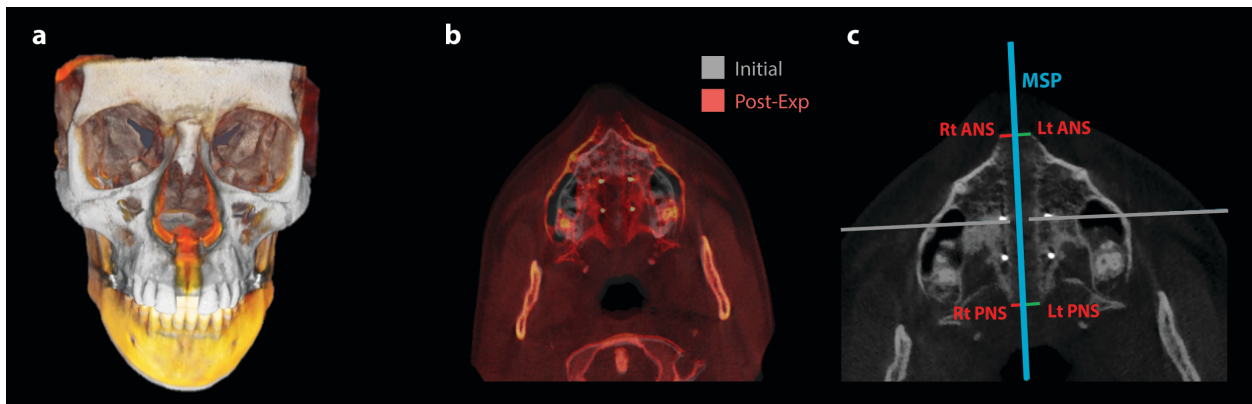 a
b
Initial
Post-Exp
c
MSP
Rt ANS
Lt ANS
Rt PNS
Lt PNS